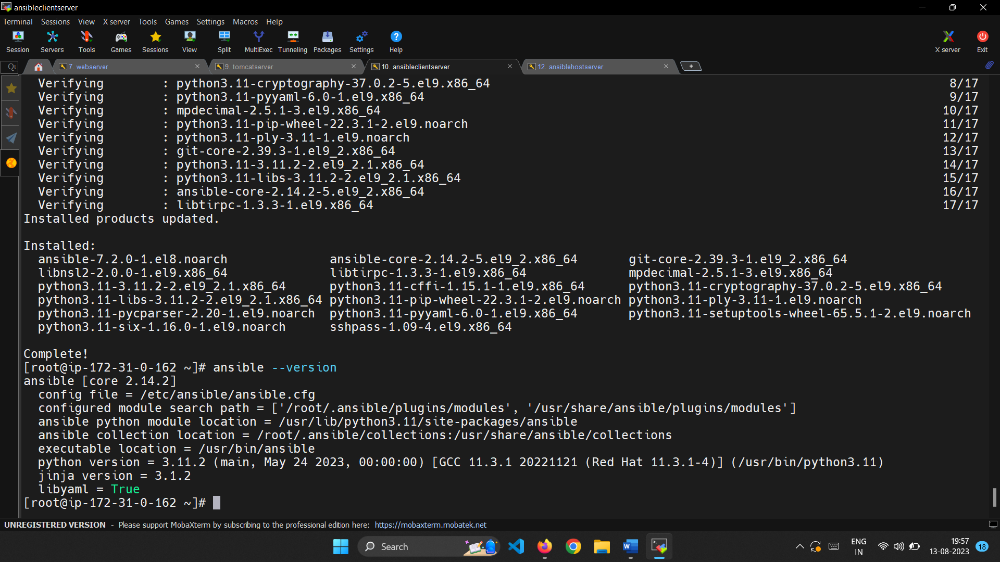 ansibleclientserver
Terminal Sessions View X server Tools Games Settings Macros Help
Session Servers Tools Games Sessions View Split MultiExec Tunneling Packages Settings Help X server Exit
Qu 7. webserver 9. tomcatserver 10. ansibleclientserver 12. ansiblehostserver
Verifying : python3.11-cryptography-37.0.2-5.el9.x86_64 8/17
Verifying : python3.11-pyyaml-6.0-1.el9.x86_64 9/17
Verifying : mpdecimal-2.5.1-3.el9.x86_64 10/17
Verifying : python3.11-pip-wheel-22.3.1-2.el9.noarch 11/17
Verifying : python3.11-ply-3.11-1.el9.noarch 12/17
Verifying : git-core-2.39.3-1.el9_2.x86_64 13/17
Verifying : python3.11-3.11.2-2.el9_2.1.x86_64 14/17
Verifying : python3.11-libs-3.11.2-2.el9_2.1.x86_64 15/17
Verifying : ansible-core-2.14.2-5.el9_2.x86_64 16/17
Verifying : libtirpc-1.3.3-1.el9.x86_64 17/17
Installed products updated.
Installed:
ansible-7.2.0-1.el8.noarch ansible-core-2.14.2-5.el9_2.x86_64 git-core-2.39.3-1.el9_2.x86_64
libnsl2-2.0.0-1.el9.x86_64 libtirpc-1.3.3-1.el9.x86_64 mpdecimal-2.5.1-3.el9.x86_64
python3.11-3.11.2-2.el9_2.1.x86_64 python3.11-cffi-1.15.1-1.el9.x86_64 python3.11-cryptography-37.0.2-5.el9.x86_64
python3.11-libs-3.11.2-2.el9_2.1.x86_64 python3.11-pip-wheel-22.3.1-2.el9.noarch python3.11-ply-3.11-1.el9.noarch
python3.11-pycparser-2.20-1.el9.noarch python3.11-pyyaml-6.0-1.el9.x86_64 python3.11-setuptools-wheel-65.5.1-2.el9.noarch
python3.11-six-1.16.0-1.el9.noarch sshpass-1.09-4.el9.x86_64
Complete!
[root@ip-172-31-0-162 ~]# ansible --version
ansible [core 2.14.2]
config file = /etc/ansible/ansible.cfg
configured module search path = ['/root/.ansible/plugins/modules', '/usr/share/ansible/plugins/modules']
ansible python module location = /usr/lib/python3.11/site-packages/ansible
ansible collection location = /root/.ansible/collections:/usr/share/ansible/collections
executable location = /usr/bin/ansible
python version = 3.11.2 (main, May 24 2023, 00:00:00) [GCC 11.3.1 20221121 (Red Hat 11.3.1-4)] (/usr/bin/python3.11)
jinja version = 3.1.2
libyaml = True
[root@ip-172-31-0-162 ~]#
UNREGISTERED VERSION - Please support MobaXterm by subscribing to the professional edition here: https://mobaxterm.mobatek.net
Search ENG 19:57
IN 13-08-2023 18